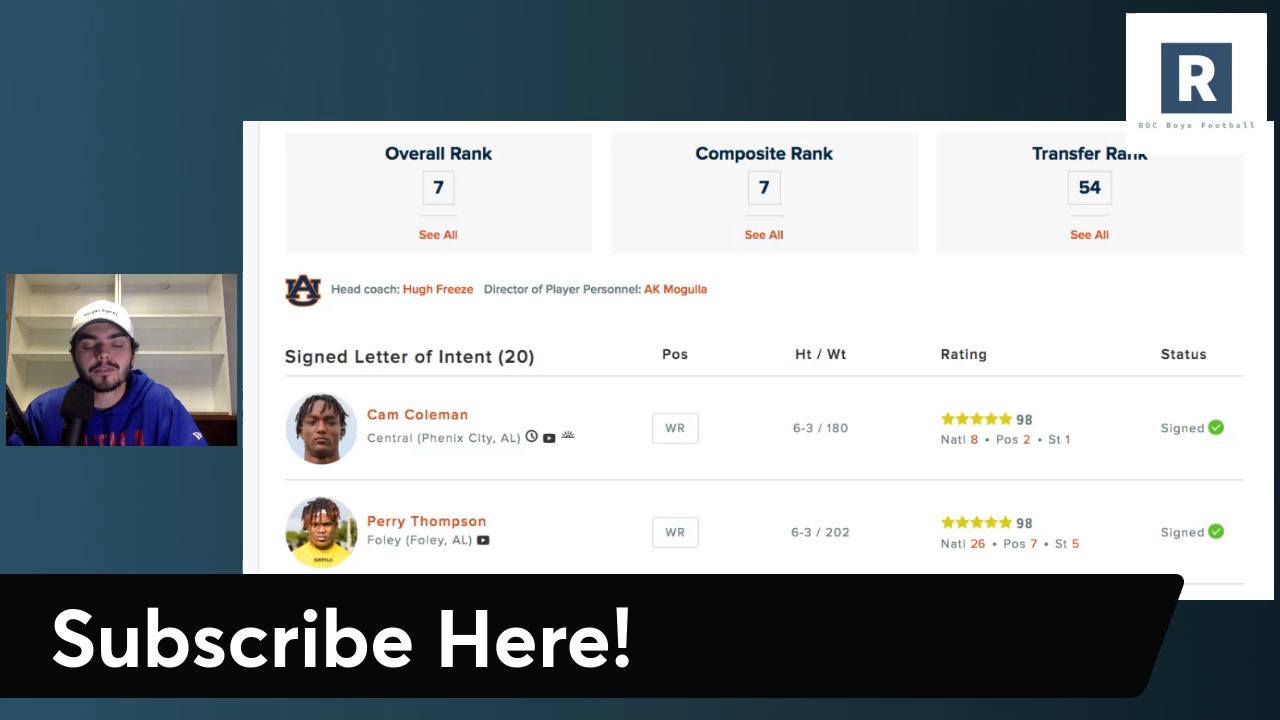 R
ROC Boys Football
Overall Rank
7
See All
Composite Rank
7
See All
Transfer Rank
54
See All
Head coach: Hugh Freeze Director of Player Personnel: AK Mogulla
Signed Letter of Intent (20) Pos Ht / Wt Rating Status
Cam Coleman
Central (Phenix City, AL)
WR
6-3 / 180
98
Natl 8 • Pos 2 • St 1
Signed
Perry Thompson
Foley (Foley, AL)
WR
6-3 / 202
98
Natl 26 • Pos 7 • St 5
Signed
Subscribe Here!